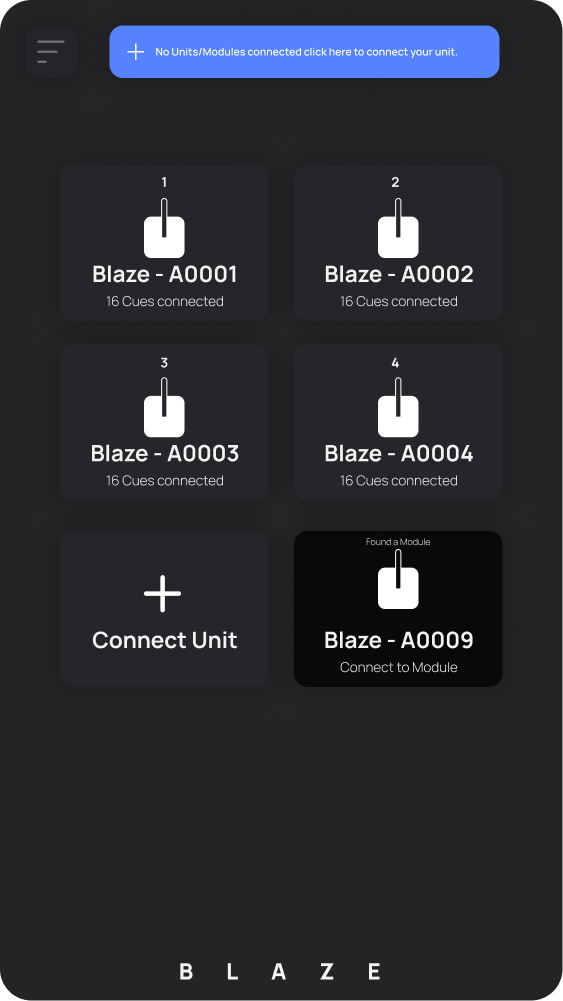 No Units/Modules connected click here to connect your unit.
1
Blaze - A0001
16 Cues connected
2
Blaze - A0002
16 Cues connected
3
Blaze - A0003
16 Cues connected
4
Blaze - A0004
16 Cues connected
Connect Unit
Found a Module
Blaze - A0009
Connect to Module
B L A Z E